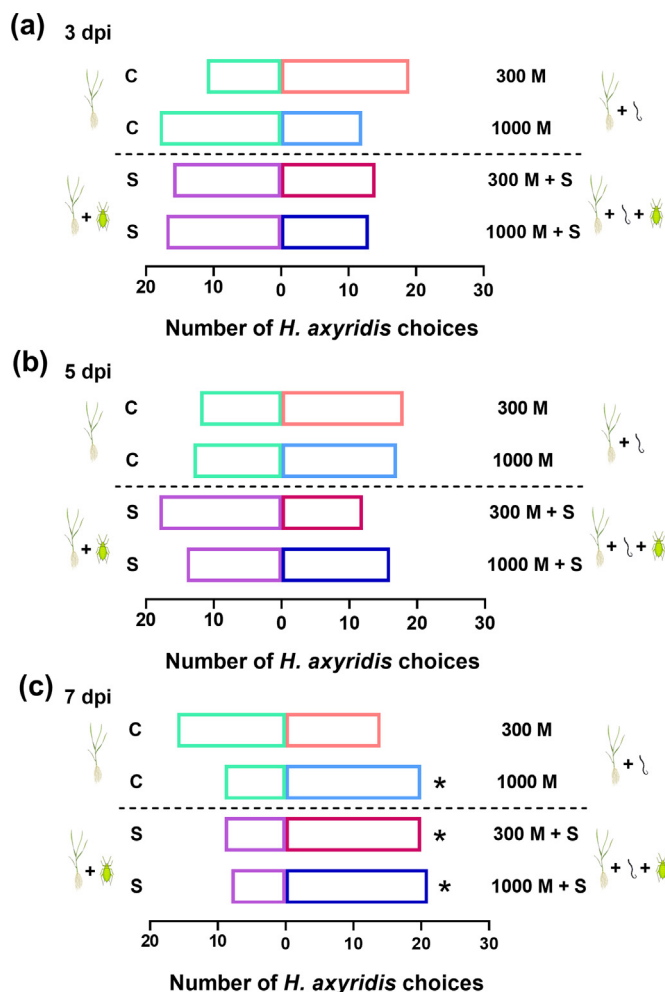 (a) 3 dpi
C 300 M
+
C 1000 M
S 300 M + S
+ + +
S 1000 M + S
20 10 0 10 20 30
Number of H. axyridis choices
(b) 5 dpi
C 300 M
+
C 1000 M
S 300 M + S
+ + +
S 1000 M + S
20 10 0 10 20 30
Number of H. axyridis choices
(c) 7 dpi
C 300 M
+
C 1000 M *
S 300 M + S *
+ + +
S 1000 M + S *
20 10 0 10 20 30
Number of H. axyridis choices